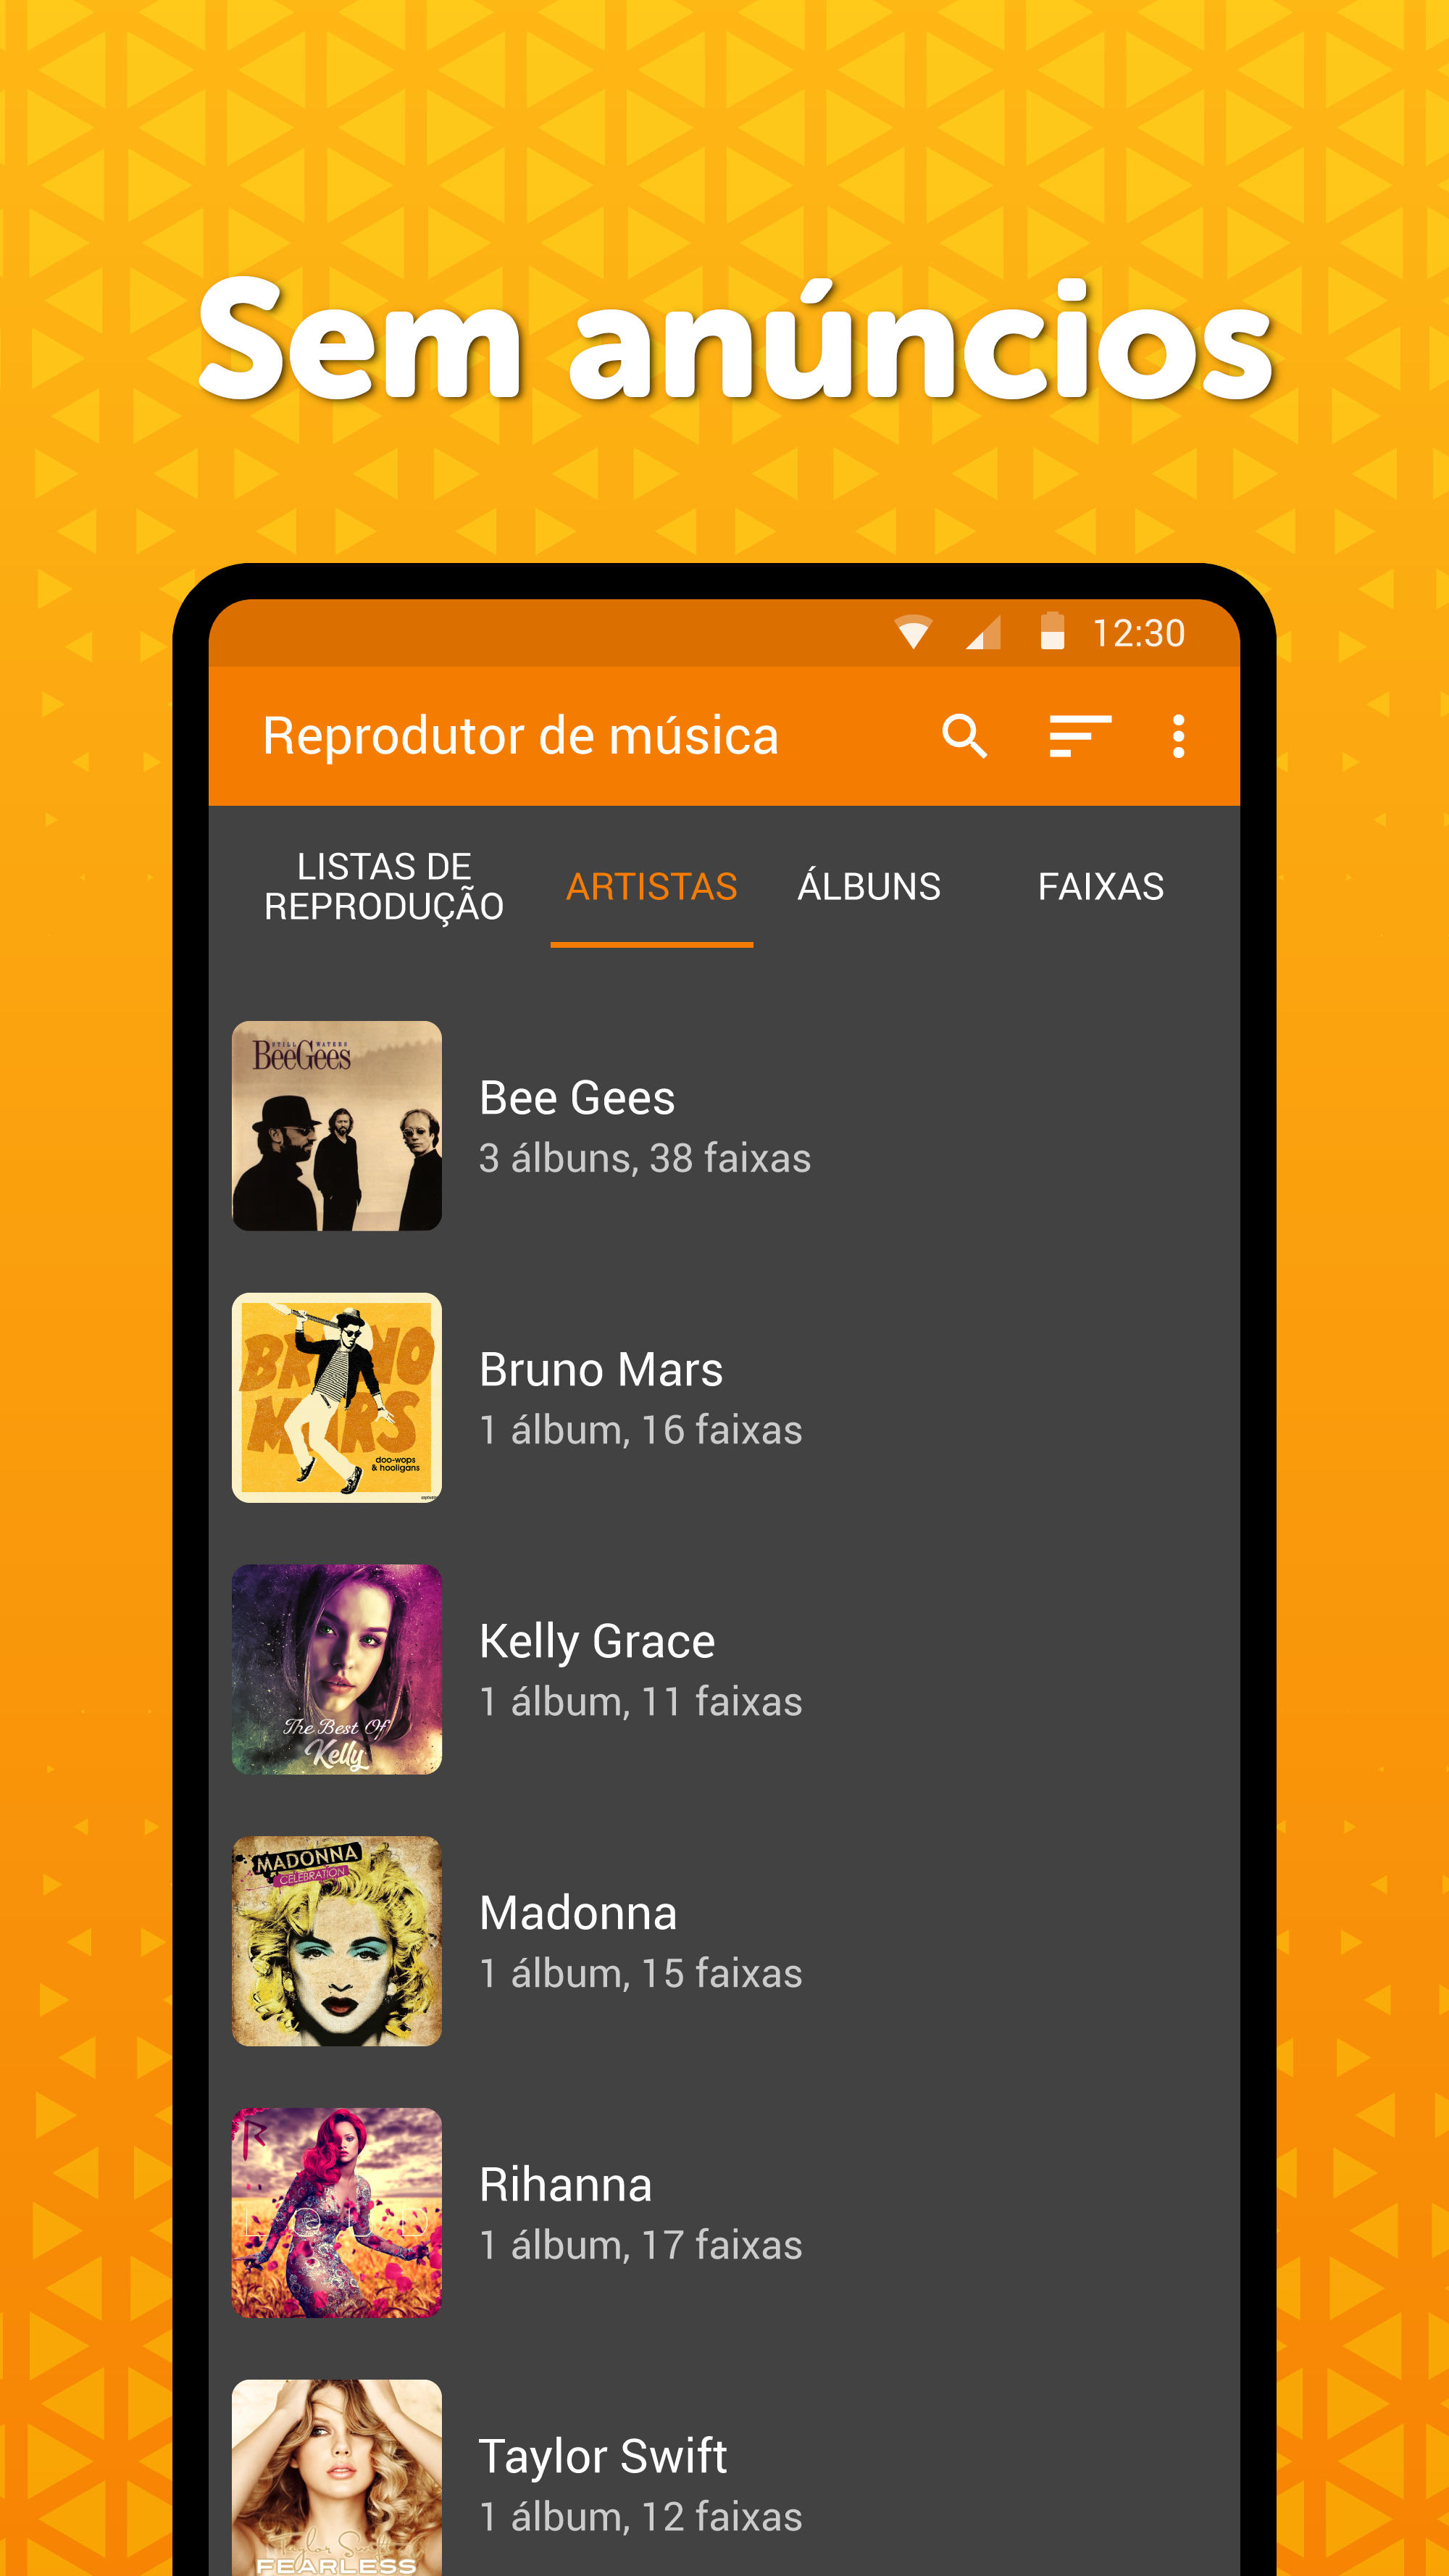 Sem anúncios
12:30
Reprodutor de música
LISTAS DE
REPRODUÇÃO
ARTISTAS
ÁLBUNS
FAIXAS
STILL WATERS
BeeGees
Bee Gees
3 álbuns, 38 faixas
BRUNO
MARS
doo-wops
& hooligans
Bruno Mars
1 álbum, 16 faixas
The Best Of
Kelly
Kelly Grace
1 álbum, 11 faixas
MADONNA
CELEBRATION
Madonna
1 álbum, 15 faixas
R
LOUD
Rihanna
1 álbum, 17 faixas
Taylor Swift
FEARLESS
Taylor Swift
1 álbum, 12 faixas